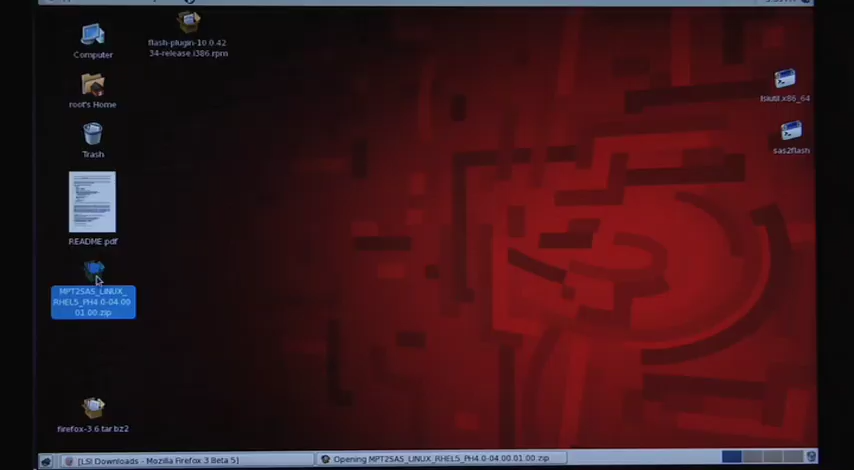 Computer
flash-plugin-10.0.42
34-release.i386.rpm
root's Home
lsiutil.x86_64
Trash
sas2flash
README.pdf
MPT2SAS_LINUX_
RHEL5_PH4.0-04.00
01.00.zip
firefox-3.6.tar.bz2
[LSI Downloads - Mozilla Firefox 3 Beta 5]
Opening MPT2SAS_LINUX_RHEL5_PH4.0-04.00.01.00.zip